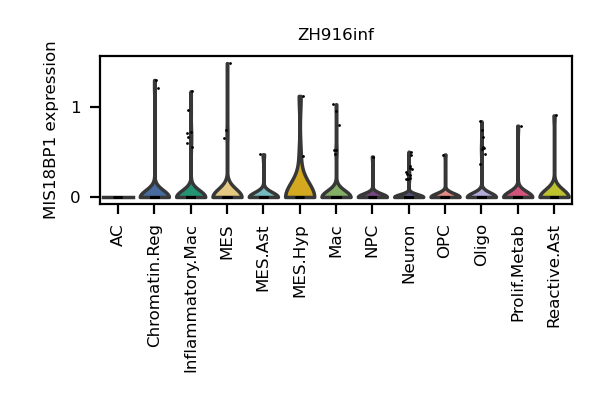 ZH916inf
MIS18BP1 expression
1
0
AC
Chromatin.Reg
Inflammatory.Mac
MES
MES.Ast
MES.Hyp
Mac
NPC
Neuron
OPC
Oligo
Prolif.Metab
Reactive.Ast